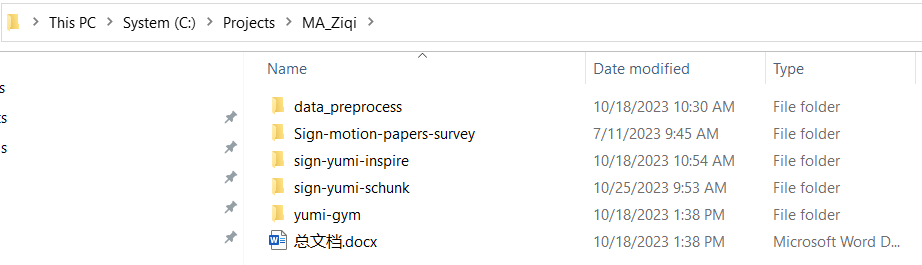 This PC > System (C:) > Projects > MA_Ziqi >
Name Date modified Type
data_preprocess 10/18/2023 10:30 AM File folder
Sign-motion-papers-survey 7/11/2023 9:45 AM File folder
sign-yumi-inspire 10/18/2023 10:54 AM File folder
sign-yumi-schunk 10/25/2023 9:53 AM File folder
yumi-gym 10/18/2023 1:38 PM File folder
总文档.docx 10/18/2023 1:38 PM Microsoft Word D...